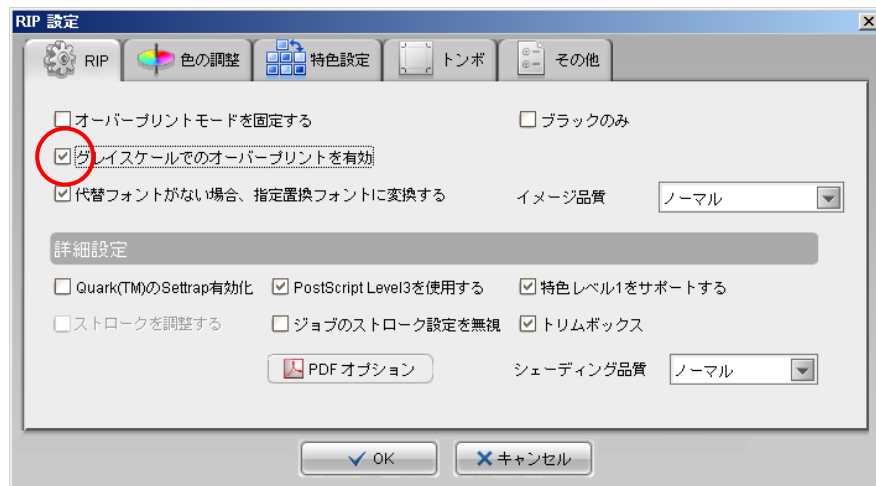 RIP 設定
RIP 色の調整 特色設定 トンボ その他
オーバープリントモードを固定する ブラックのみ
グレイスケールでのオーバープリントを有効
代替フォントがない場合、指定置換フォントに変換する イメージ品質 ノーマル
詳細設定
Quark(TM)のSettrap有効化 PostScript Level3を使用する 特色レベル1をサポートする
ストロークを調整する ジョブのストローク設定を無視 トリムボックス
PDF オプション シェーディング品質 ノーマル
OK キャンセル